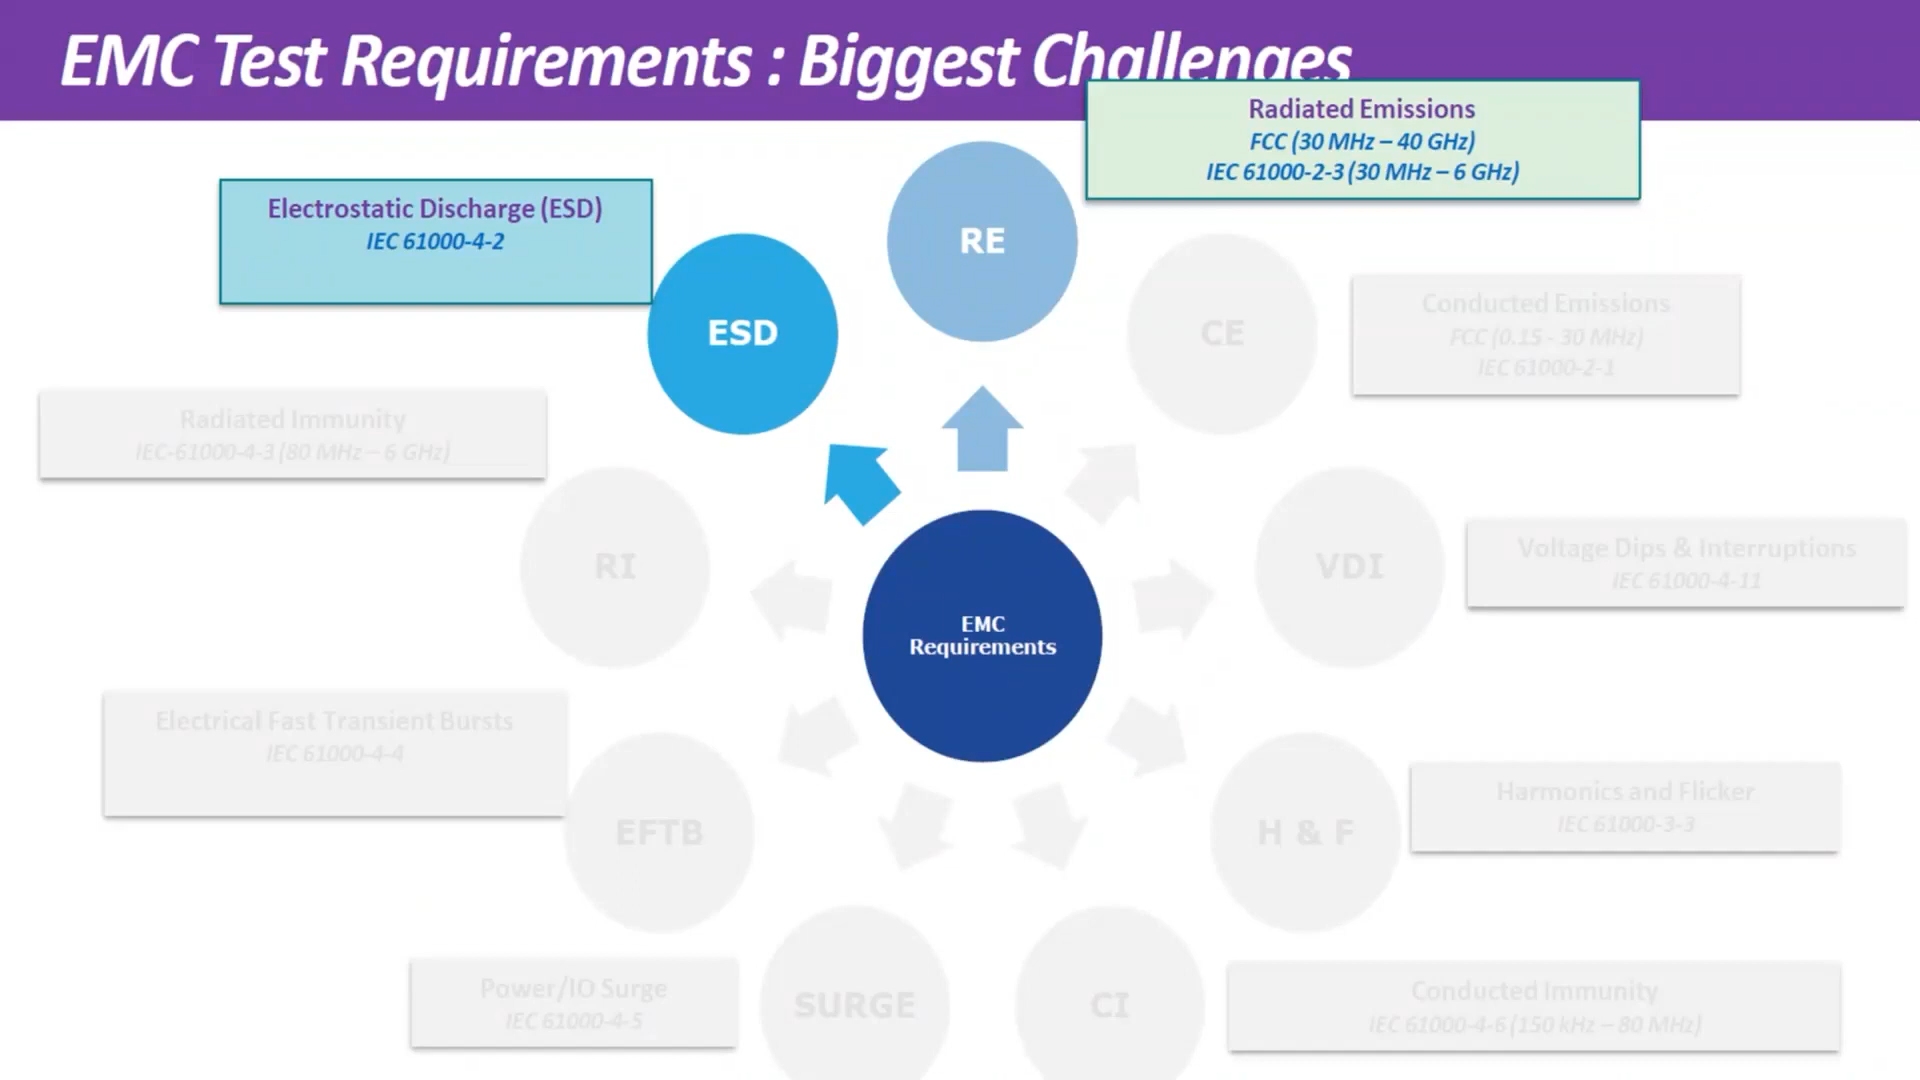 EMC Test Requirements : Biggest Challenges
Radiated Emissions
FCC (30 MHz – 40 GHz)
IEC 61000-2-3 (30 MHz – 6 GHz)
Electrostatic Discharge (ESD)
IEC 61000-4-2
RE
ESD
CE
Conducted Emissions
FCC (0.15 - 30 MHz)
IEC 61000-2-1
Radiated Immunity
IEC-61000-4-3 (80 MHz – 6 GHz)
RI
VDI
Voltage Dips & Interruptions
IEC 61000-4-11
EMC
Requirements
Electrical Fast Transient Bursts
IEC 61000-4-4
EFTB
H & F
Harmonics and Flicker
IEC 61000-3-3
Power/IO Surge
IEC 61000-4-5
SURGE
CI
Conducted Immunity
IEC 61000-4-6 (150 kHz – 80 MHz)